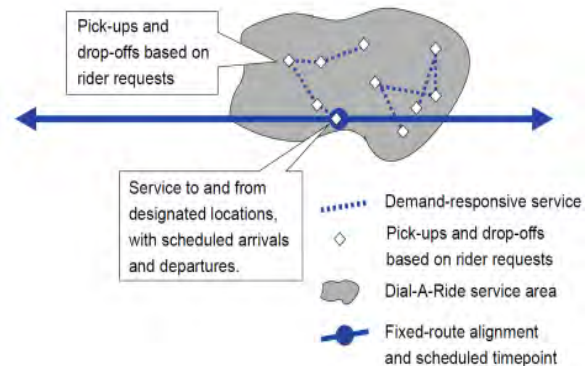 Pick-ups and
drop-offs based on
rider requests
Service to and from
designated locations,
with scheduled arrivals
and departures.
Demand-responsive service
Pick-ups and drop-offs
based on rider requests
Dial-A-Ride service area
Fixed-route alignment
and scheduled timepoint